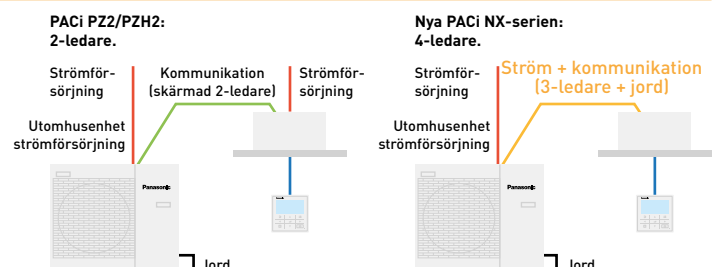 PACi PZ2/PZH2:
2-ledare.
Strömför-
sörjning
Kommunikation
(skärmad 2-ledare)
Strömför-
sörjning
Utomhusenhet
strömförsörjning
Panasonic
Jord
Nya PACi NX-serien:
4-ledare.
Strömför-
sörjning
Ström + kommunikation
(3-ledare + jord)
Utomhusenhet
strömförsörjning
Panasonic
Jord